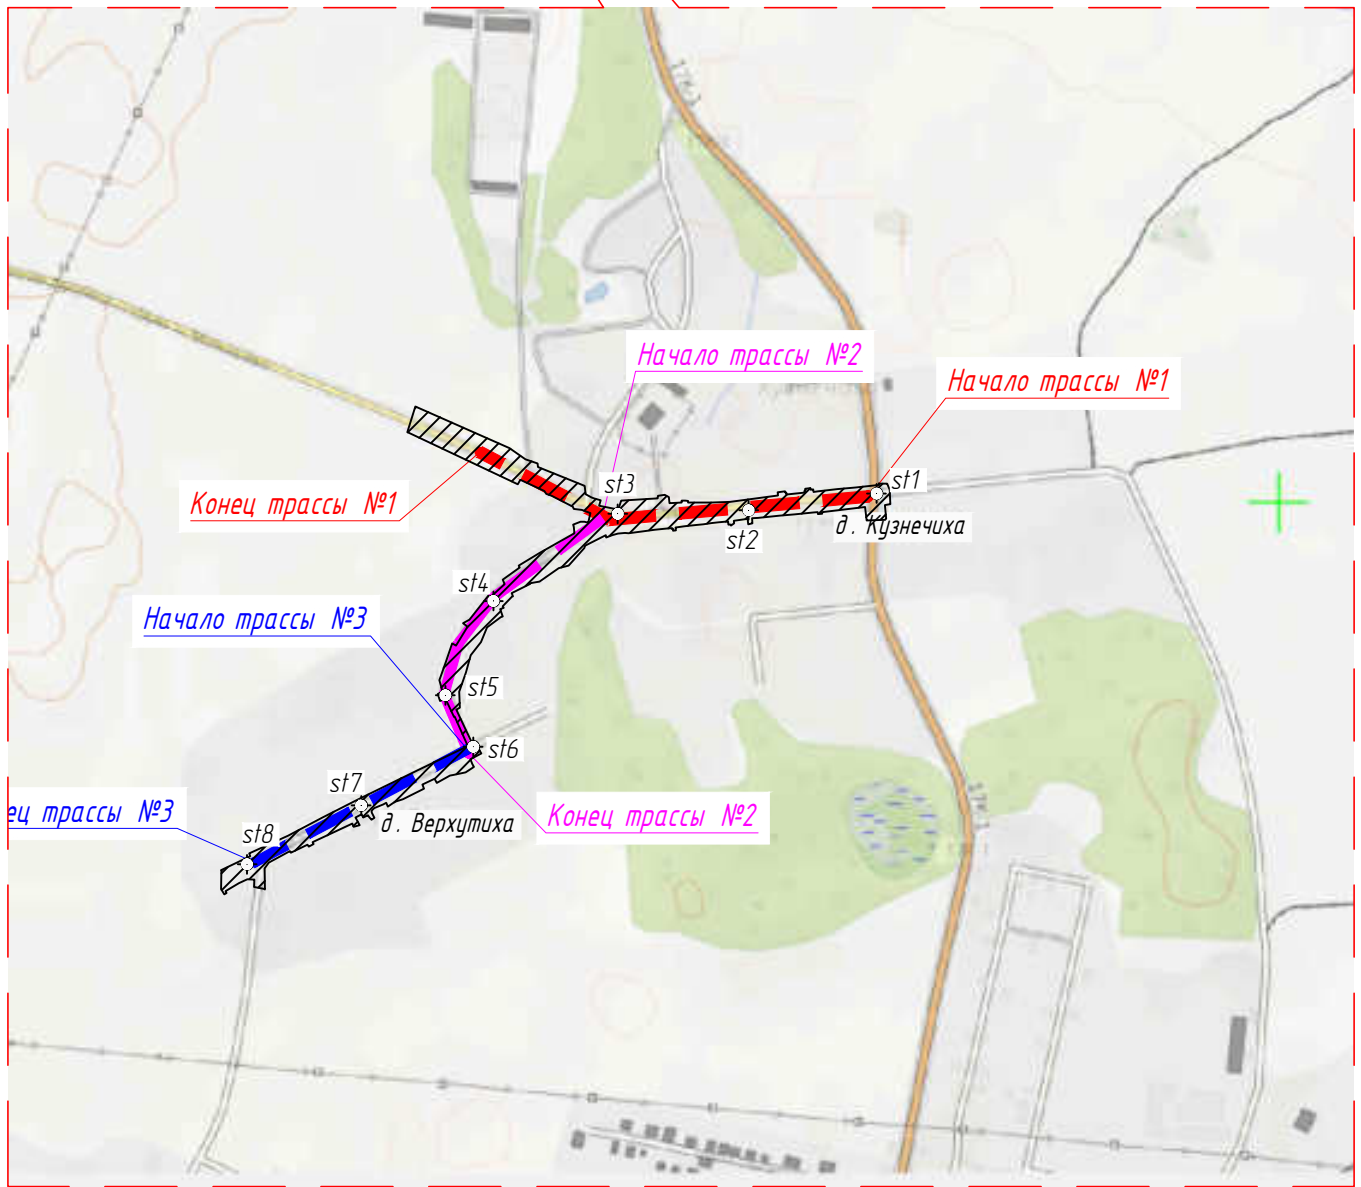 Начало трассы №2
Начало трассы №1
Конец трассы №1
st3
st1
st2
д. Кузнечиха
st4
Начало трассы №3
st5
st6
st7
ец трассы №3
д. Верхутиха
Конец трассы №2
st8